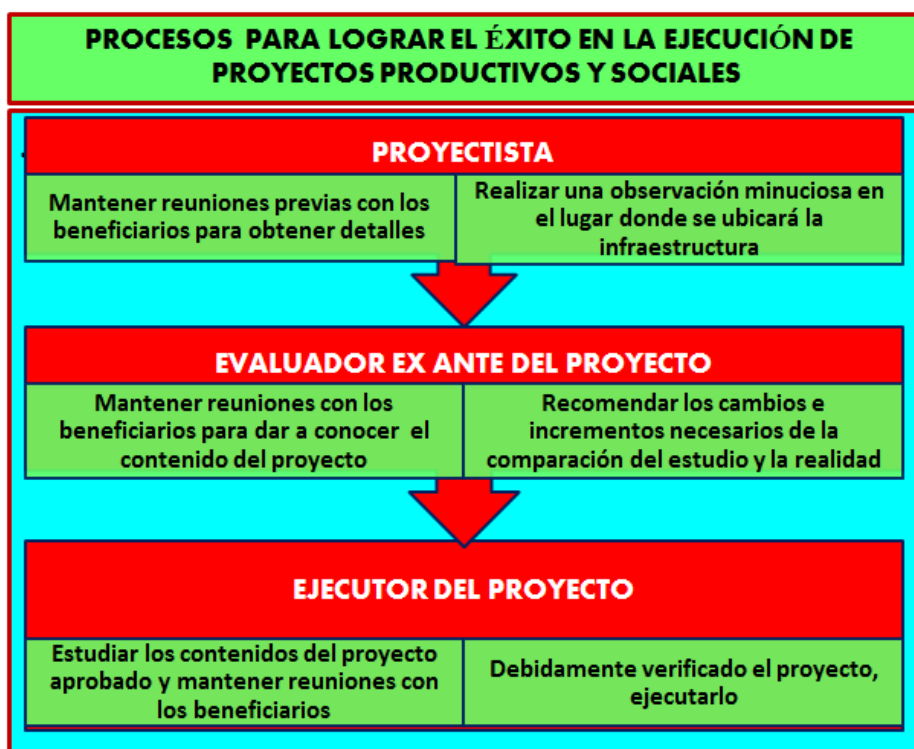 PROCESOS PARA LOGRAR EL ÉXITO EN LA EJECUCIÓN DE
PROYECTOS PRODUCTIVOS Y SOCIALES
PROYECTISTA
Mantener reuniones previas con los
beneficiarios para obtener detalles
Realizar una observación minuciosa en
el lugar donde se ubicará la
infraestructura
EVALUADOR EX ANTE DEL PROYECTO
Mantener reuniones con los
beneficiarios para dar a conocer el
contenido del proyecto
Recomendar los cambios e
incrementos necesarios de la
comparación del estudio y la realidad
EJECUTOR DEL PROYECTO
Estudiar los contenidos del proyecto
aprobado y mantener reuniones con
los beneficiarios
Debidamente verificado el proyecto,
ejecutarlo